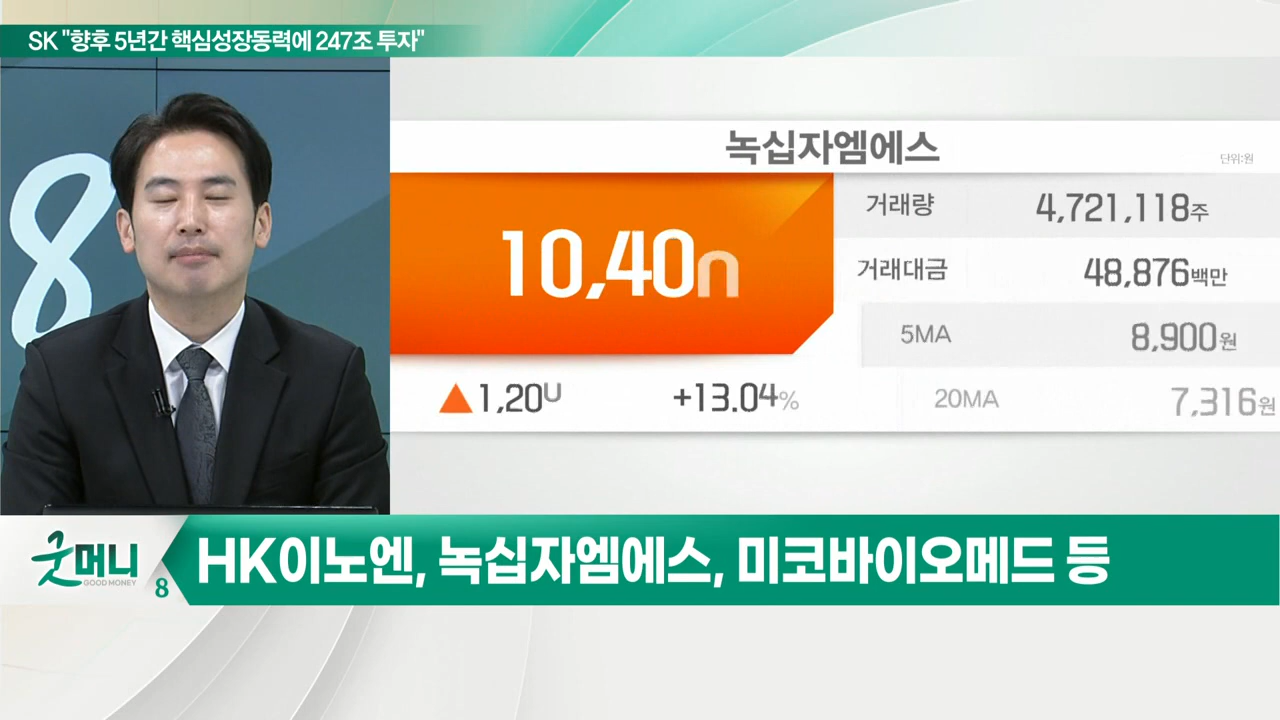 SK "향후 5년간 핵심성장동력에 247조 투자"
8
녹십자엠에스
단위:원
10,40
거래량 4,721,118주
거래대금 48,876백만
5MA 8,900원
▲1,20 +13.04%
20MA 7,316원
굿머니
GOOD MONEY
8
HK이노엔, 녹십자엠에스, 미코바이오메드 등